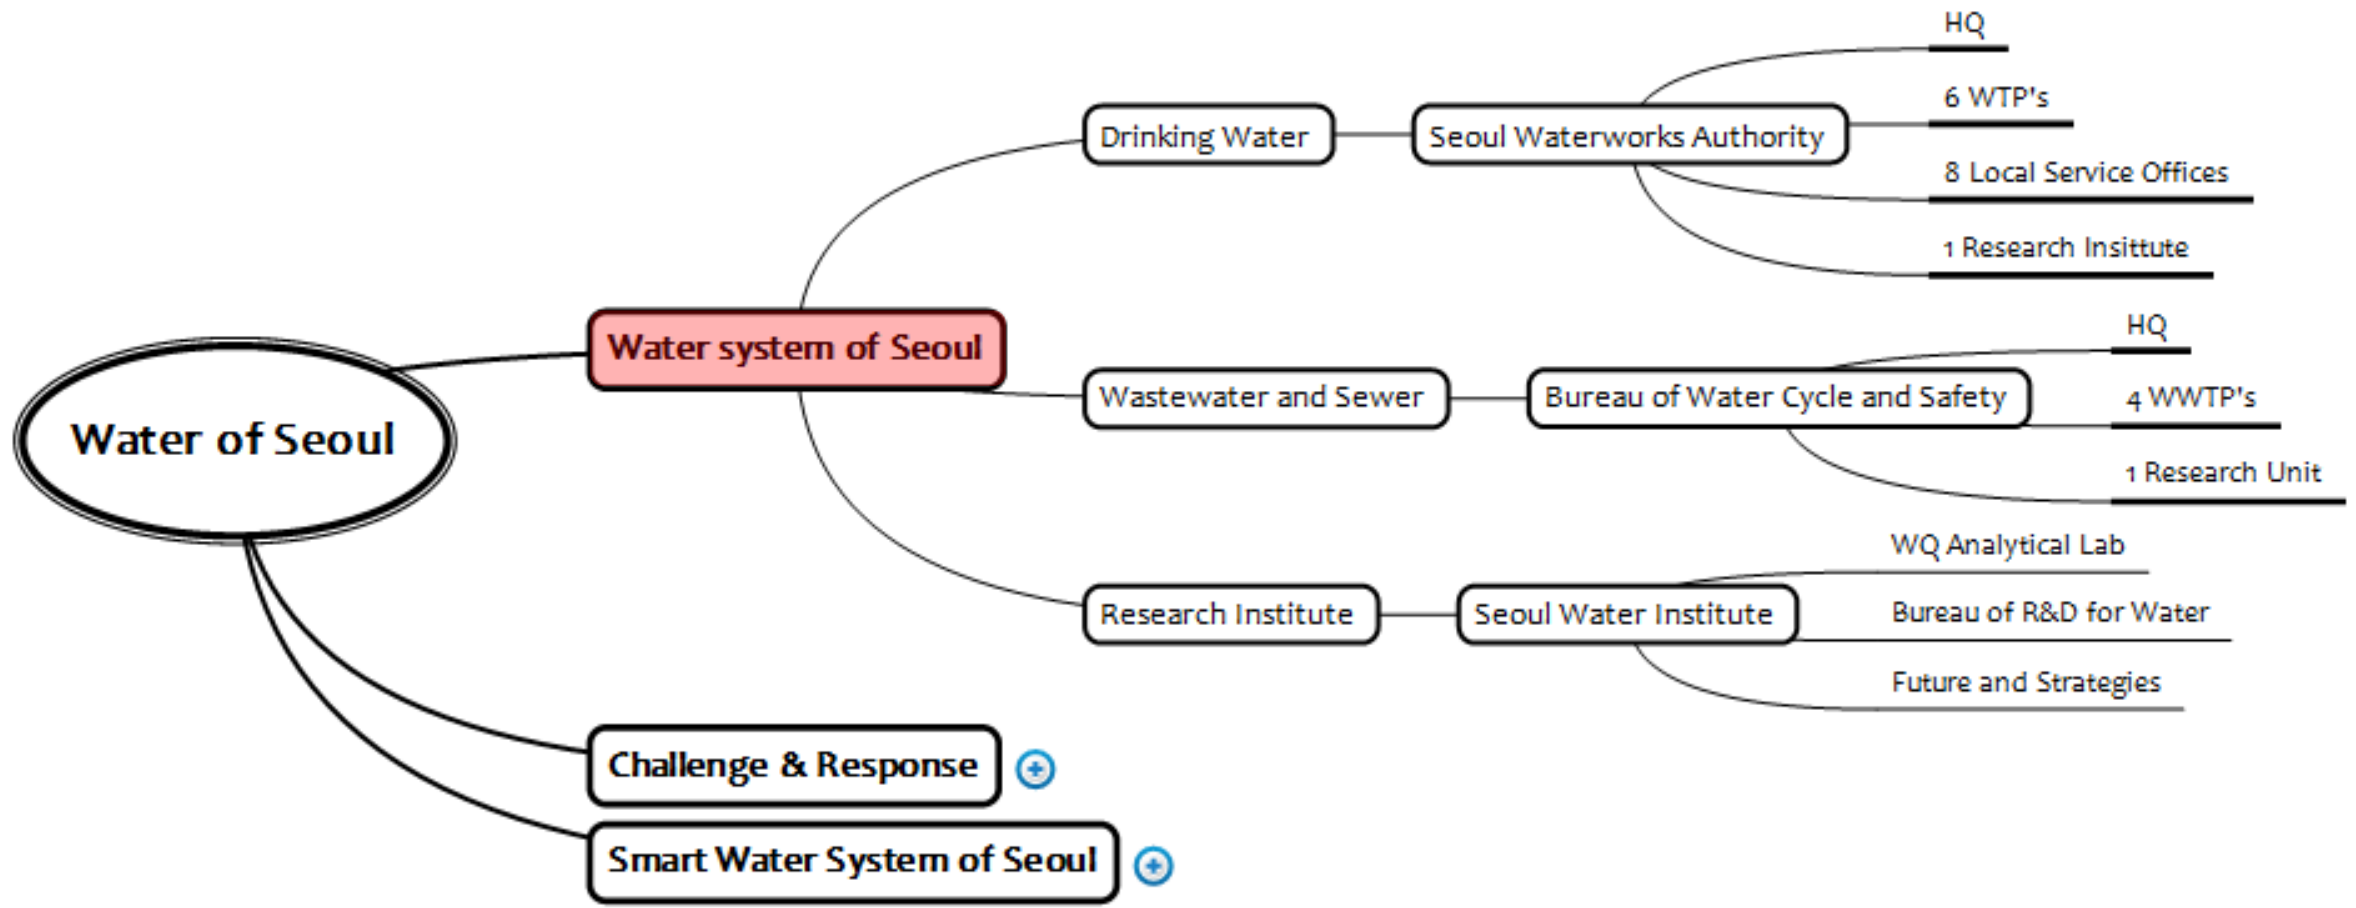 Water of Seoul
Water system of Seoul
Drinking Water
Seoul Waterworks Authority
HQ
6 WTP's
8 Local Service Offices
1 Research Insittute
Wastewater and Sewer
Bureau of Water Cycle and Safety
HQ
4 WWTP's
1 Research Unit
Research Institute
Seoul Water Institute
WQ Analytical Lab
Bureau of R&D for Water
Future and Strategies
Challenge & Response
Smart Water System of Seoul